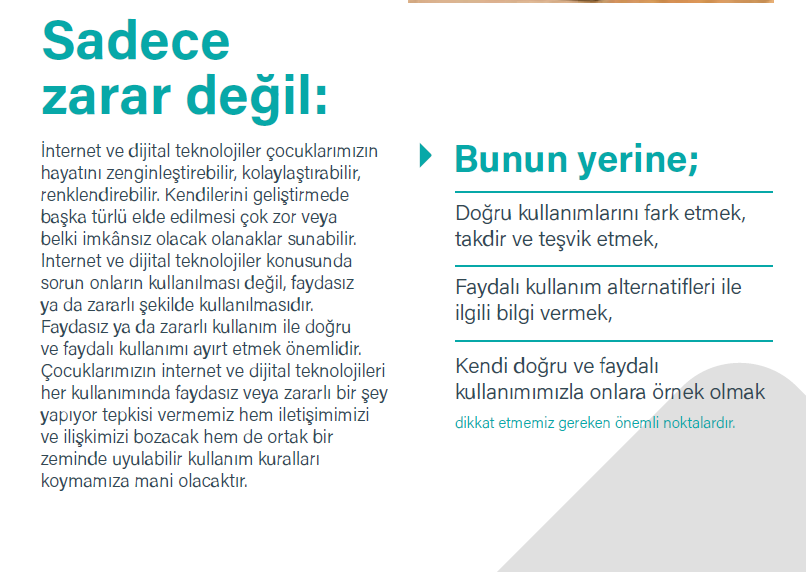 Sadece
zarar değil:
İnternet ve dijital teknolojiler çocuklarımızın
hayatını zenginleştirebilir, kolaylaştırabilir,
renklendirebilir. Kendilerini geliştirmede
başka türlü elde edilmesi çok zor veya
belki imkânsız olacak olanaklar sunabilir.
Internet ve dijital teknolojiler konusunda
sorun onların kullanılması değil, faydasız
ya da zararlı şekilde kullanılmasıdır.
Faydasız ya da zararlı kullanım ile doğru
ve faydalı kullanımı ayırt etmek önemlidir.
Çocuklarımızın internet ve dijital teknolojileri
her kullanımında faydasız veya zararlı bir şey
yapıyor tepkisi vermemiz hem iletişimimizi
ve ilişkimizi bozacak hem de ortak bir
zeminde uyulabilir kullanım kuralları
koymamıza mani olacaktır.
Bunun yerine;
Doğru kullanımlarını fark etmek,
takdir ve teşvik etmek,
Faydalı kullanım alternatifleri ile
ilgili bilgi vermek,
Kendi doğru ve faydalı
kullanımımızla onlara örnek olmak
dikkat etmemiz gereken önemli noktalardır.